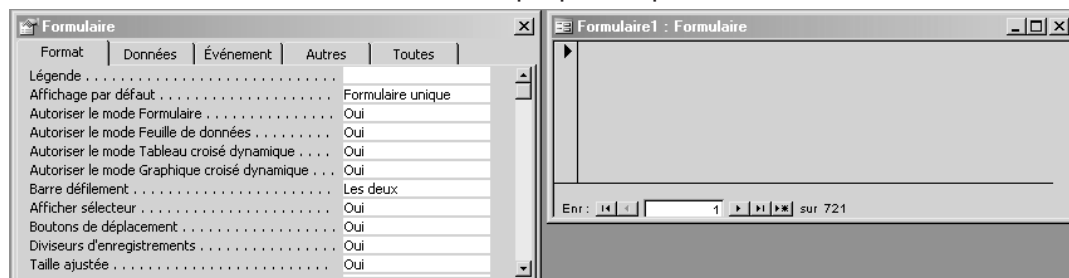 Formulaire
Format Données Événement Autres Toutes
Légende . . . . . . . . . . . . . . . . . . . . . . . . . . . . .
Affichage par défaut . . . . . . . . . . . . . . . . . . . . Formulaire unique
Autoriser le mode Formulaire . . . . . . . . . . . . . . . Oui
Autoriser le mode Feuille de données . . . . . . . . . Oui
Autoriser le mode Tableau croisé dynamique . . . . Oui
Autoriser le mode Graphique croisé dynamique . . . Oui
Barre défilement . . . . . . . . . . . . . . . . . . . . . . . Les deux
Afficher sélecteur . . . . . . . . . . . . . . . . . . . . . . Oui
Boutons de déplacement . . . . . . . . . . . . . . . . . . Oui
Diviseurs d'enregistrements . . . . . . . . . . . . . . . . Oui
Taille ajustée . . . . . . . . . . . . . . . . . . . . . . . . . Oui
Formulaire1 : Formulaire
Enr : 1 sur 721